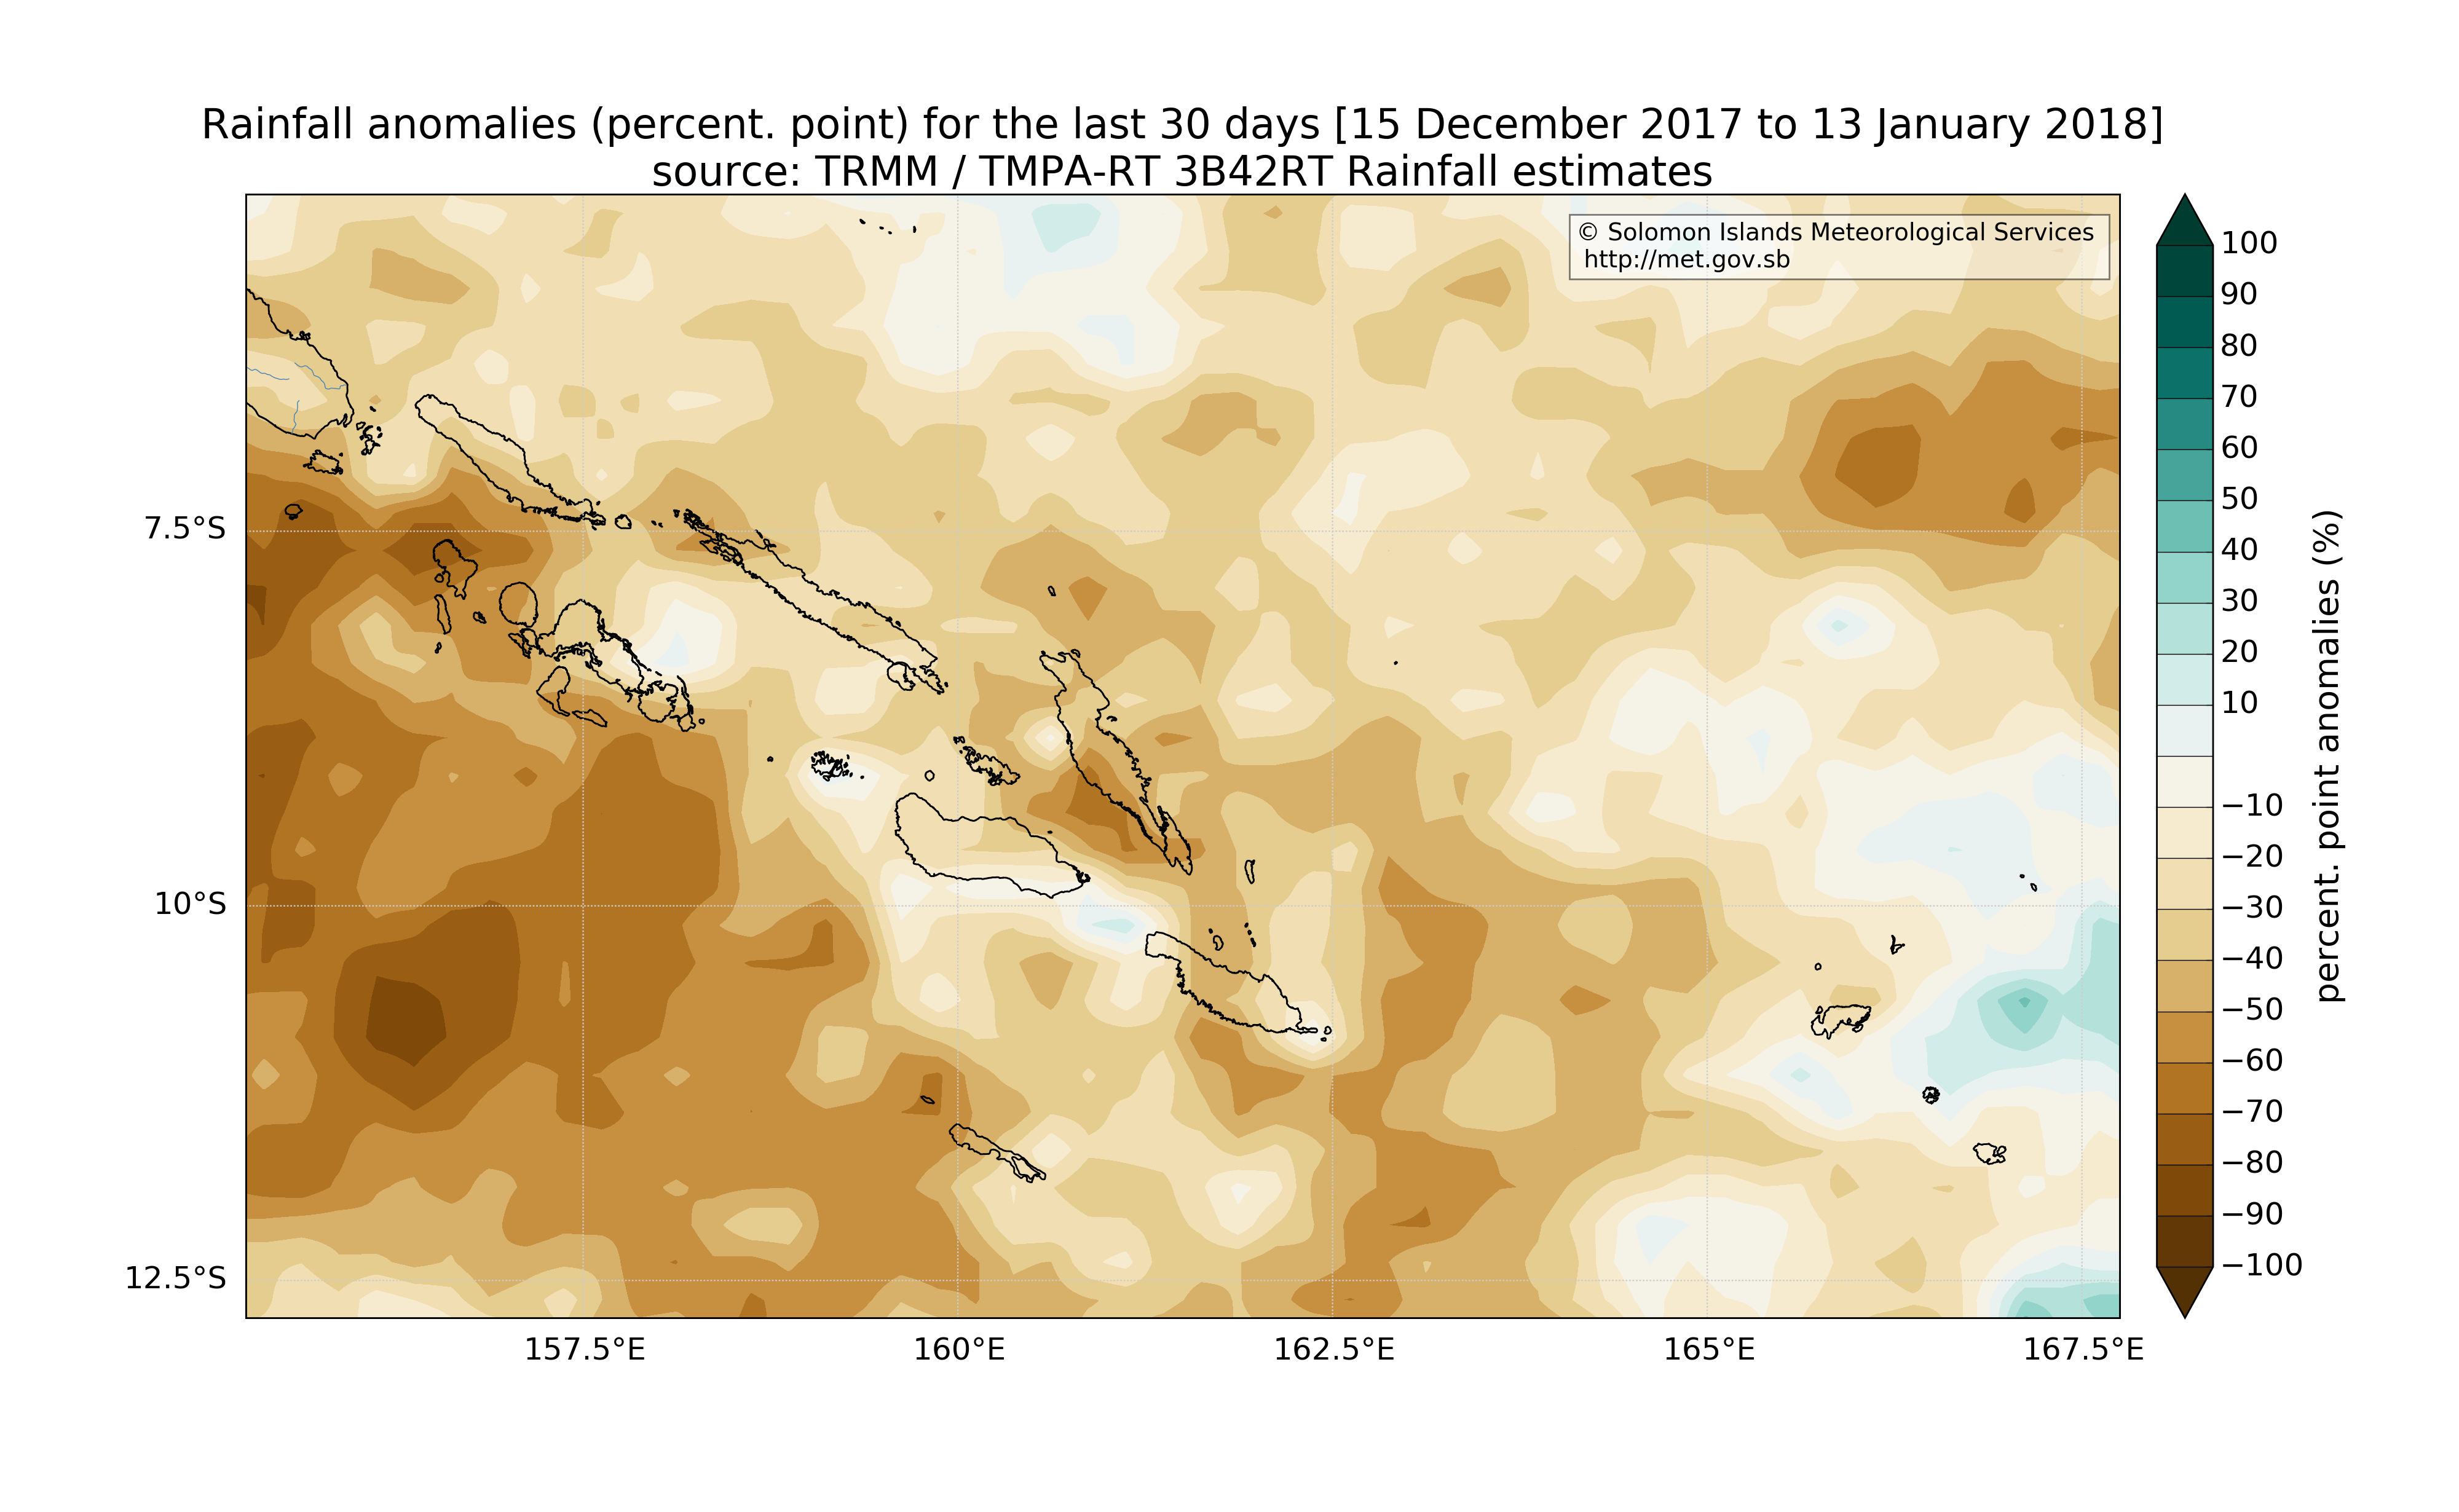 Rainfall anomalies (percent. point) for the last 30 days [15 December 2017 to 13 January 2018]
source: TRMM / TMPA-RT 3B42RT Rainfall estimates
© Solomon Islands Meteorological Services
http://met.gov.sb
7.5°S
10°S
12.5°S
157.5°E
160°E
162.5°E
165°E
167.5°E
100
90
80
70
60
50
40
30
20
10
−10
−20
−30
−40
−50
−60
−70
−80
−90
−100
percent. point anomalies (%)